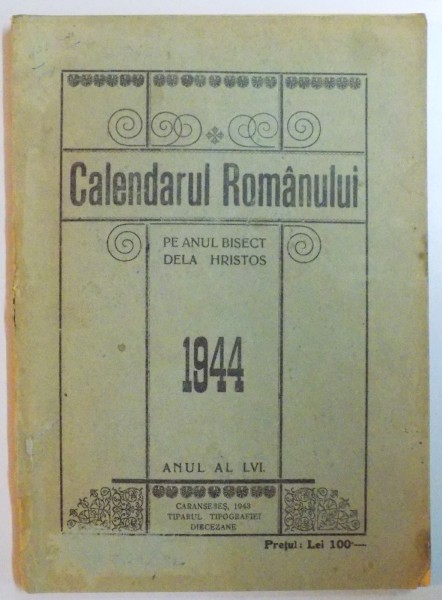 Calendarul Românului
PE ANUL BISECT
DELA HRISTOS
1944
ANUL AL LVI.
CARANSEBEȘ, 1943
TIPARUL TIPOGRAFIEI
DIECEZANE
Prețul: Lei 100·—